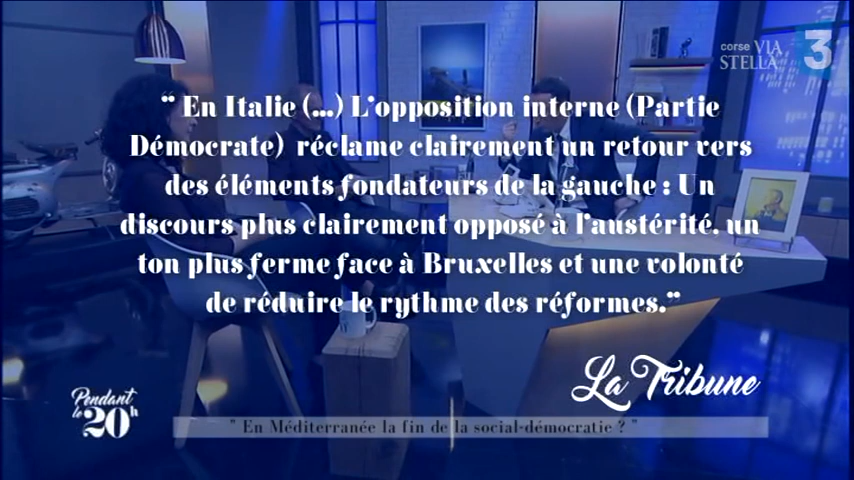 corse VIA
STELLA 3
" En Italie (...) L'opposition interne (Partie
Démocrate) réclame clairement un retour vers
des éléments fondateurs de la gauche : Un
discours plus clairement opposé à l'austérité. un
ton plus ferme face à Bruxelles et une volonté
de réduire le rythme des réformes."
La Tribune
Pendant
le 20h
" En Méditerranée la fin de la social-démocratie ? "